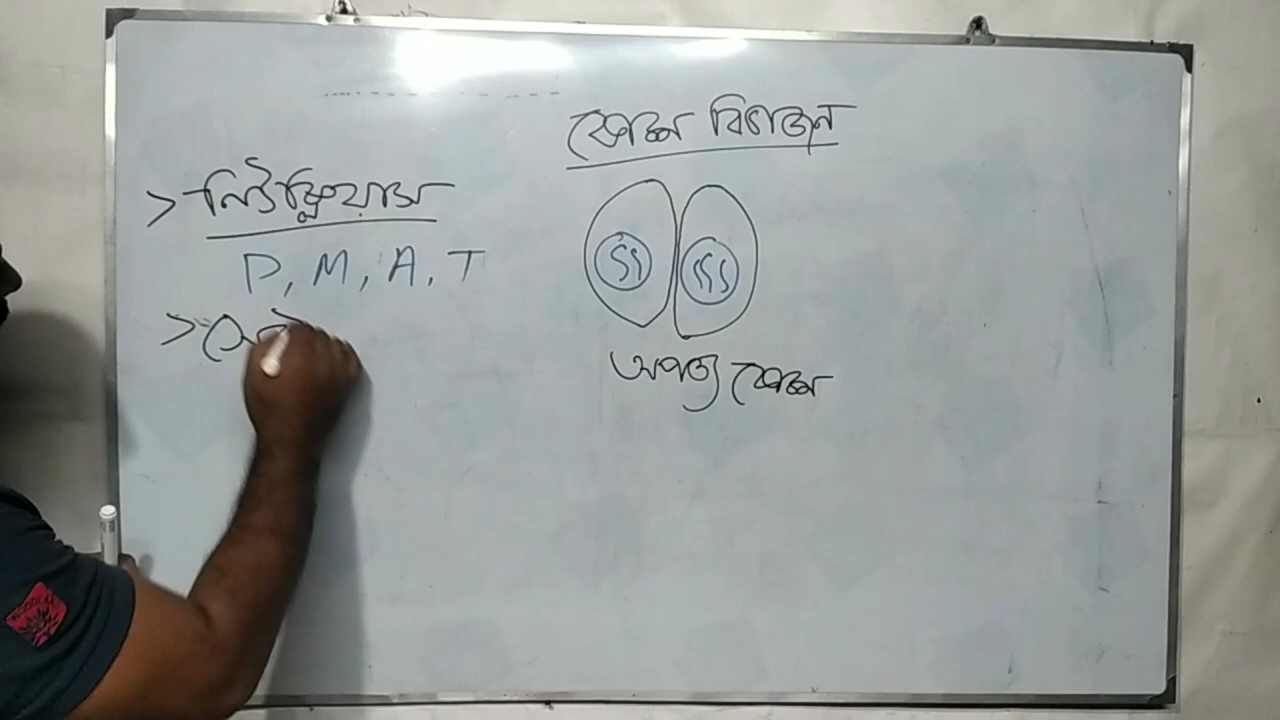 কোষ বিভাজন
> নিউক্লিয়াস
P, M, A, T
>
অপত্য কোষ